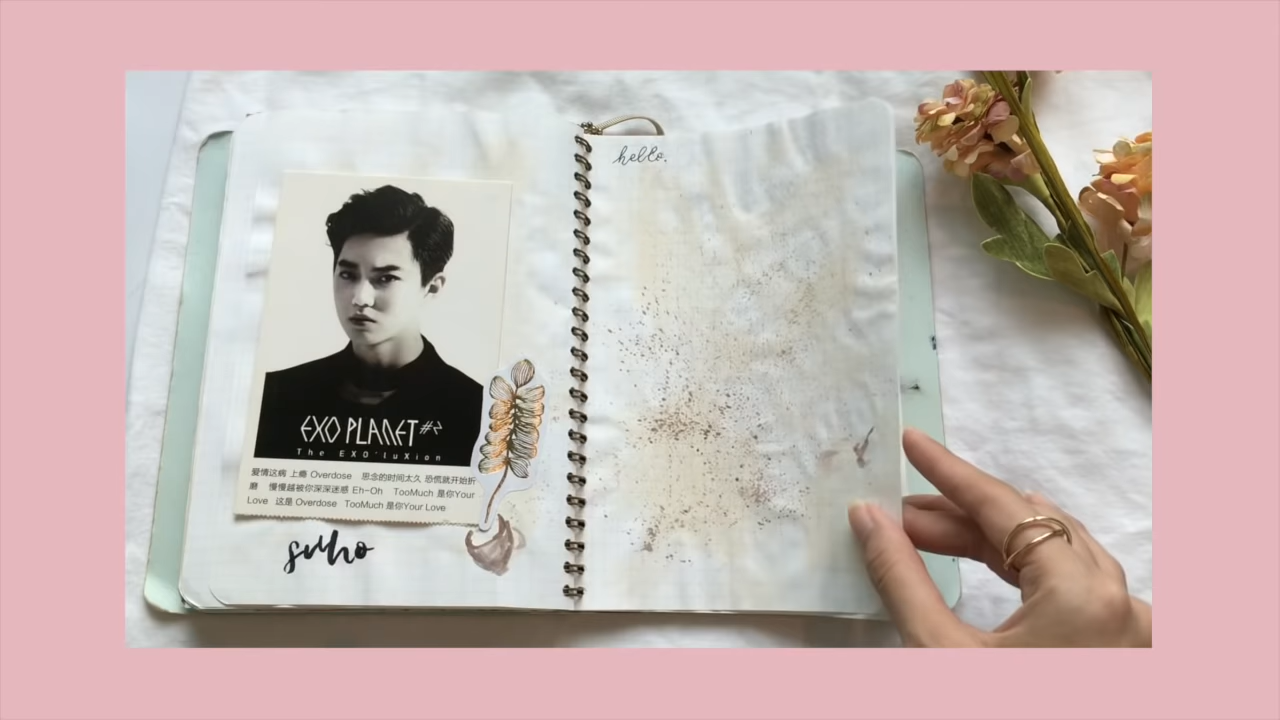 hello.
EXO PLANET #2
The EXO'luXion
爱情这病 上瘾 Overdose 思念的时间太久 恐慌就开始折
磨 慢慢越被你深深迷惑 Eh-Oh TooMuch 是你Your
Love 这是 Overdose TooMuch 是你Your Love
suho